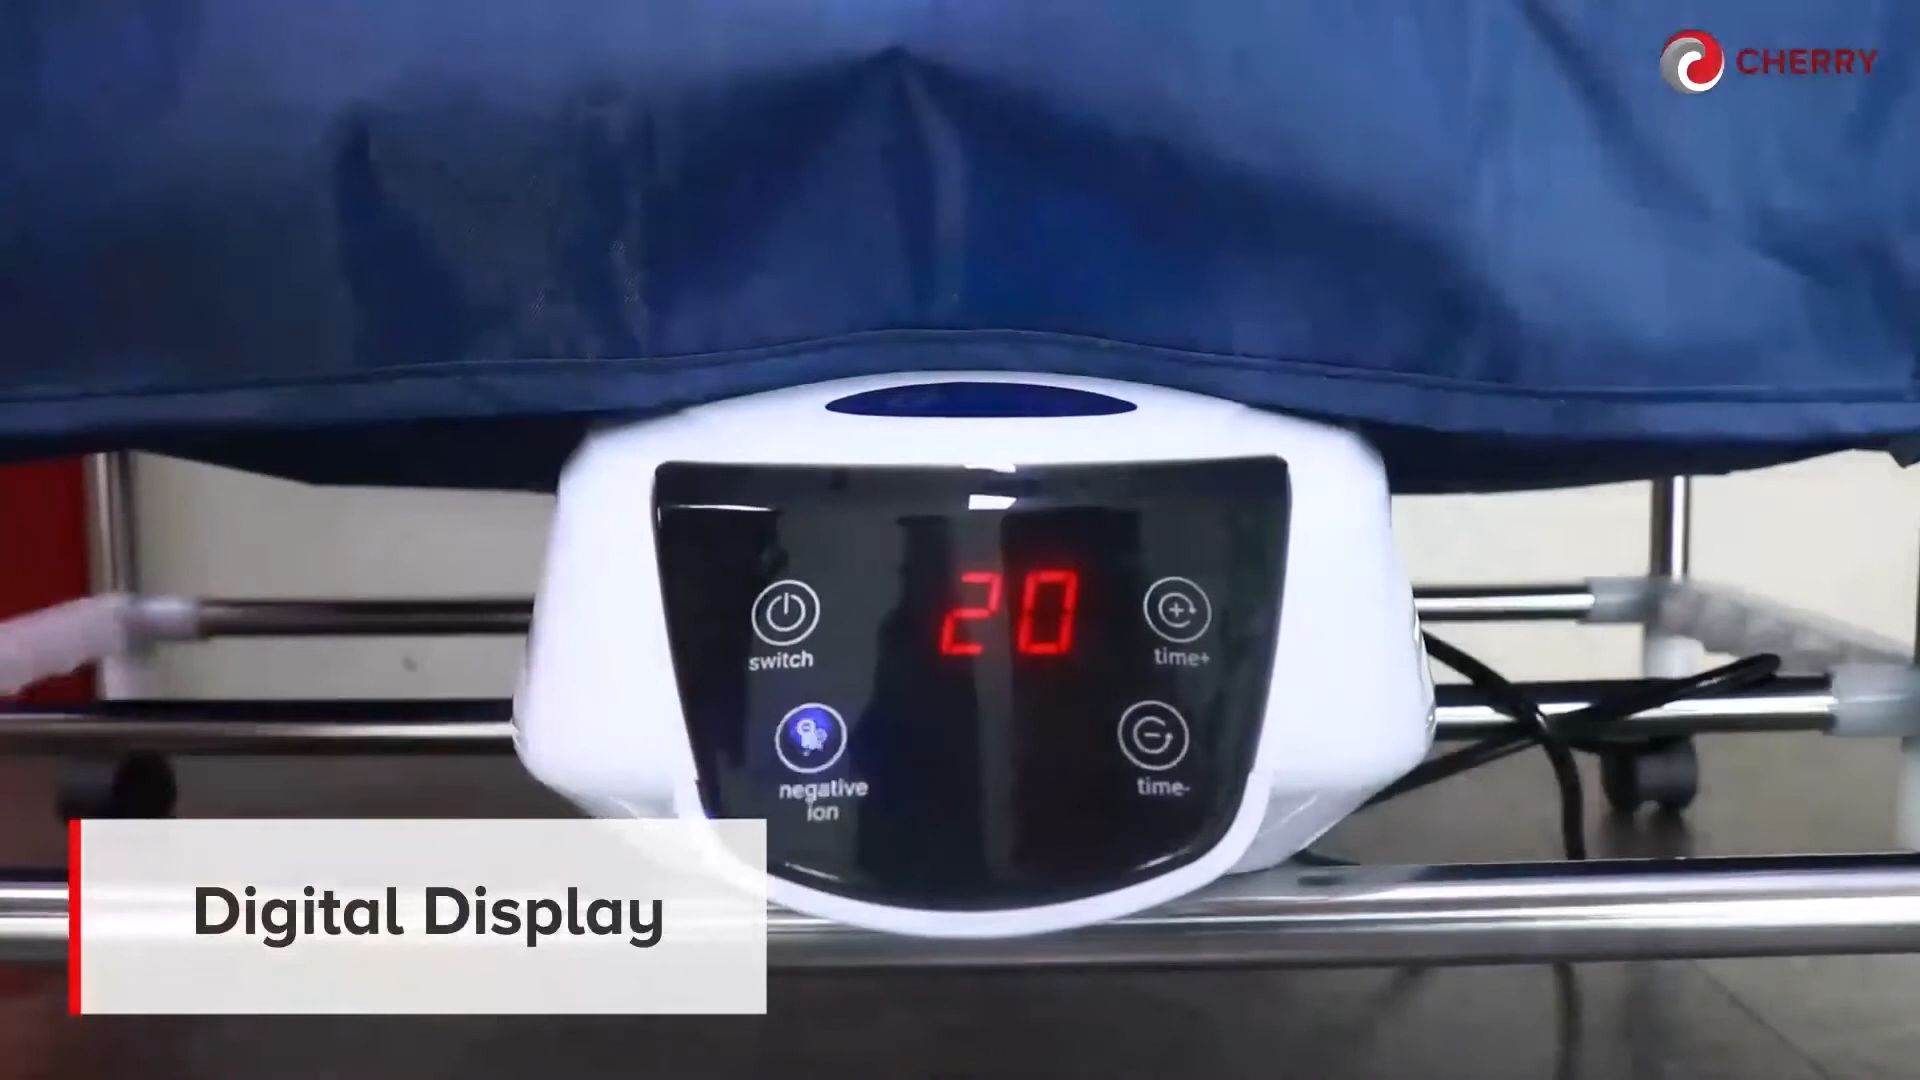 CHERRY
20
switch
time+
negative
ion
time-
Digital Display